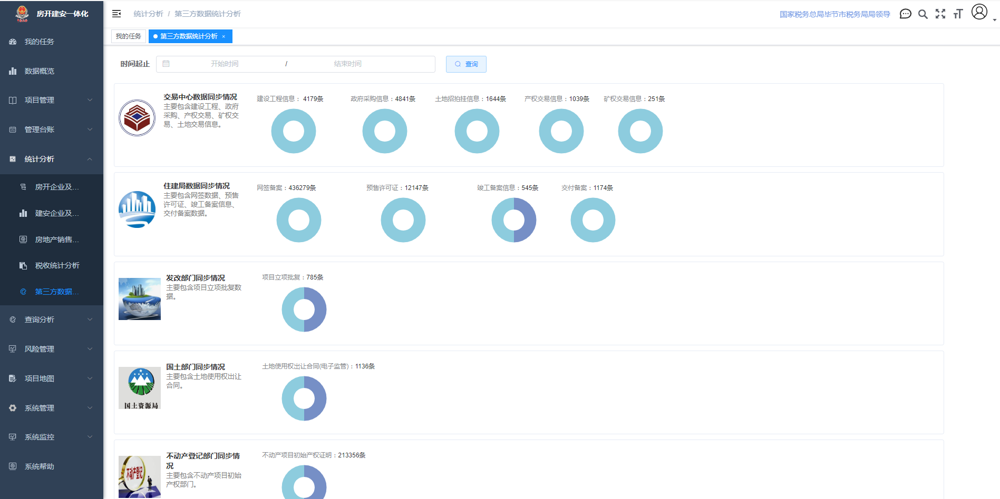 房开建安一体化
统计分析 / 第三方数据统计分析
国家税务总局毕节市税务局局领导
我的任务
第三方数据统计分析 ×
我的任务
数据概览
项目管理
管理台账
统计分析
房开企业及...
建安企业及...
房地产销售...
税收统计分析
第三方数据...
查询分析
风险管理
项目地图
系统管理
系统监控
系统帮助
时间起止
开始时间 / 结束时间
查询
交易中心数据同步情况
主要包含建设工程、政府
采购、产权交易、矿权交
易、土地交易信息。
建设工程信息：4179条
政府采购信息：4841条
土地招拍挂信息：1644条
产权交易信息：1039条
矿权交易信息：251条
住建局数据同步情况
主要包含网签数据、预售
许可证、竣工备案信息、
交付备案数据。
网签备案：436279条
预售许可证：12147条
竣工备案信息：545条
交付备案：1174条
发改部门同步情况
主要包含项目立项批复数
据。
项目立项批复：785条
国土资源局
国土部门同步情况
主要包含土地使用权出让
合同。
土地使用权出让合同(电子监管)：1136条
不动产登记
不动产登记部门同步情
况
主要包含不动产项目初始
产权部门。
不动产项目初始产权证明：213356条